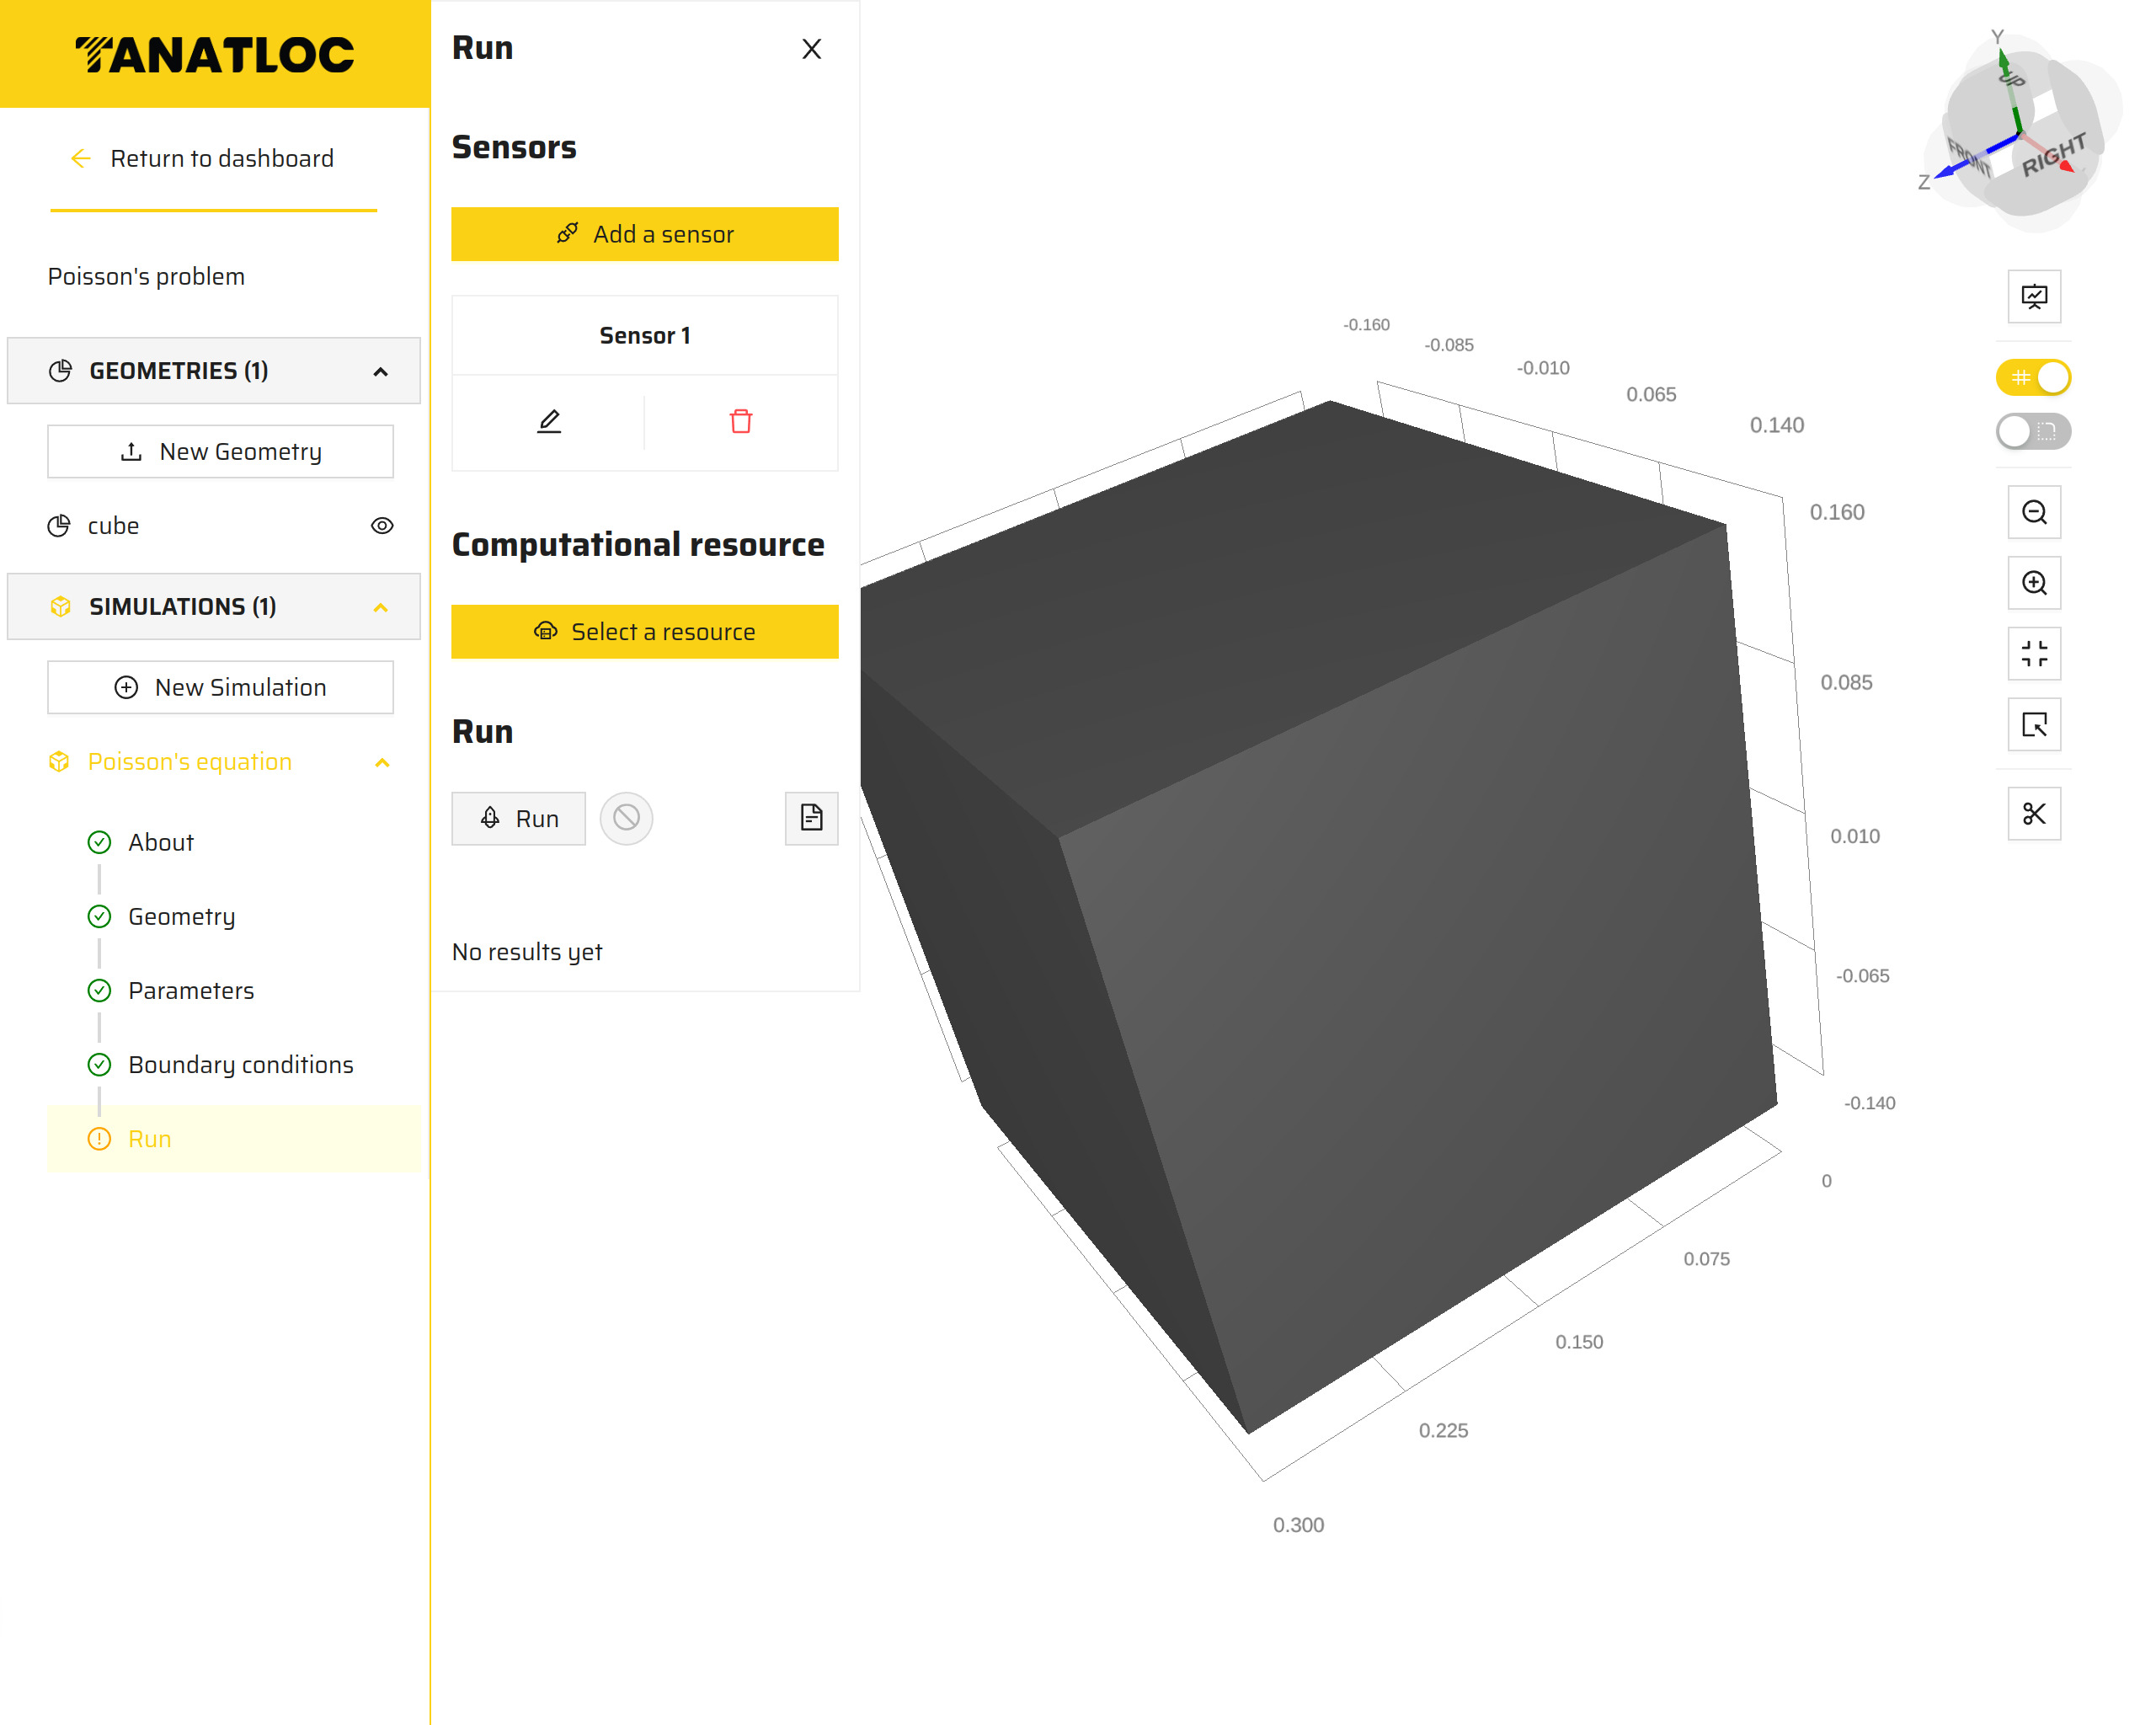 TANATLOC
Return to dashboard
Poisson's problem
GEOMETRIES (1)
New Geometry
cube
SIMULATIONS (1)
New Simulation
Poisson's equation
About
Geometry
Parameters
Boundary conditions
Run
Run
Sensors
Add a sensor
Sensor 1
Computational resource
Select a resource
Run
Run
No results yet
Y
UP
FRONT
RIGHT
Z
-0.160
-0.085
-0.010
0.065
0.140
0.160
0.085
0.010
-0.065
-0.140
0
0.075
0.150
0.225
0.300